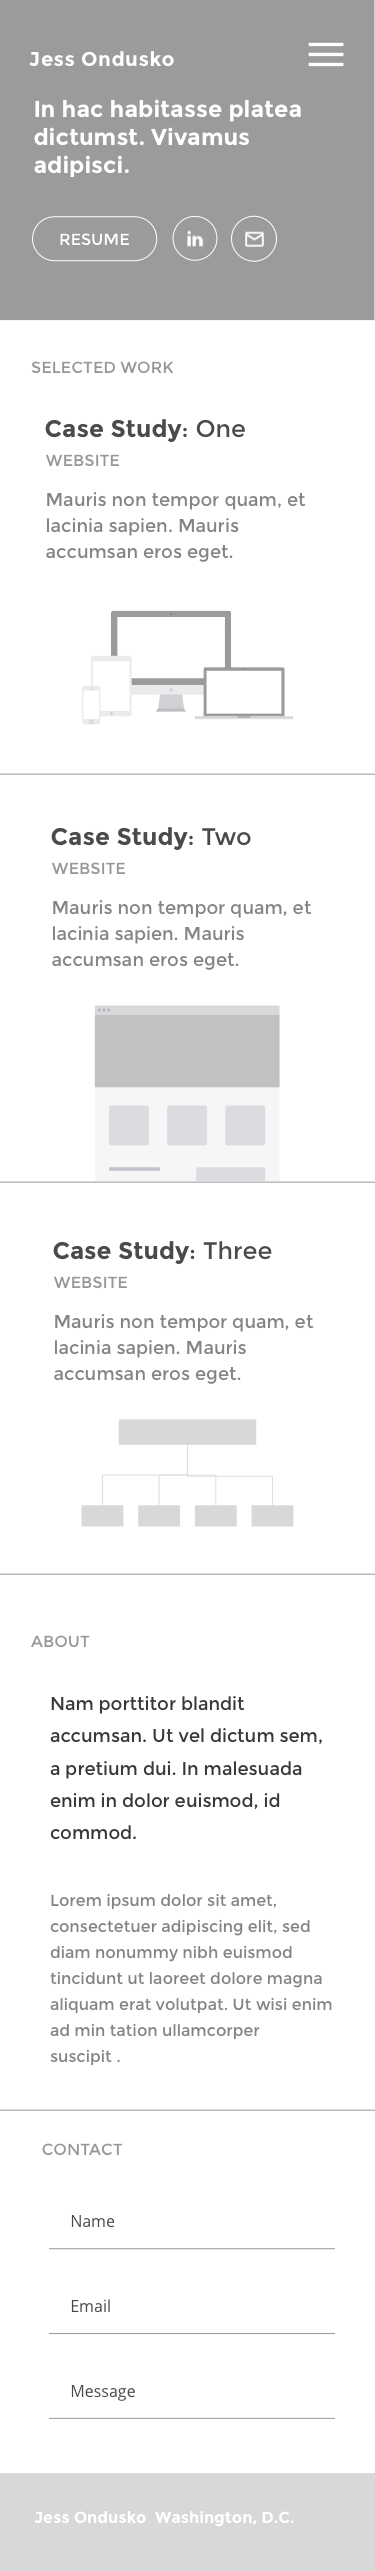 Jess Ondusko
In hac habitasse platea
dictumst. Vivamus
adipisci.
RESUME
in
SELECTED WORK
Case Study: One
WEBSITE
Mauris non tempor quam, et
lacinia sapien. Mauris
accumsan eros eget.
Case Study: Two
WEBSITE
Mauris non tempor quam, et
lacinia sapien. Mauris
accumsan eros eget.
Case Study: Three
WEBSITE
Mauris non tempor quam, et
lacinia sapien. Mauris
accumsan eros eget.
ABOUT
Nam porttitor blandit
accumsan. Ut vel dictum sem,
a pretium dui. In malesuada
enim in dolor euismod, id
commod.
Lorem ipsum dolor sit amet,
consectetuer adipiscing elit, sed
diam nonummy nibh euismod
tincidunt ut laoreet dolore magna
aliquam erat volutpat. Ut wisi enim
ad min tation ullamcorper
suscipit .
CONTACT
Name
Email
Message
Jess Ondusko Washington, D.C.